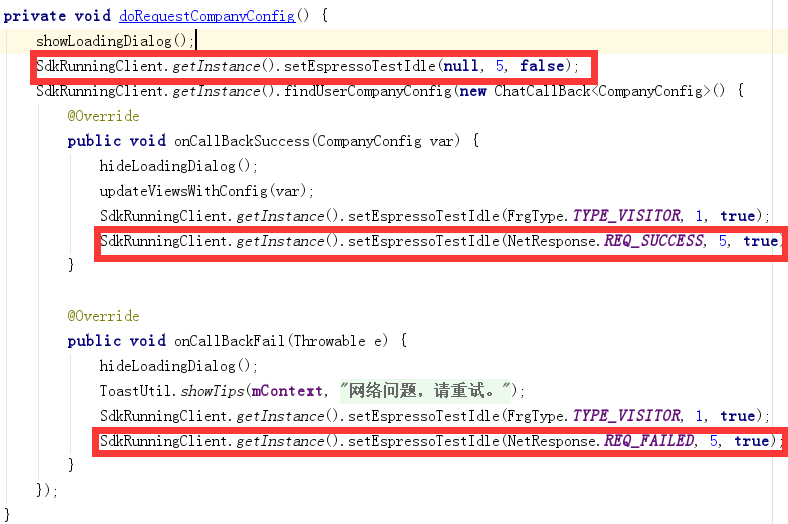 private void doRequestCompanyConfig() {
showLoadingDialog();
SdkRunningClient.getInstance().setEspressoTestIdle(null, 5, false);
SdkRunningClient.getInstance().findUserCompanyConfig(new ChatCallBack<CompanyConfig>() {
@Override
public void onCallBackSuccess(CompanyConfig var) {
hideLoadingDialog();
updateViewsWithConfig(var);
SdkRunningClient.getInstance().setEspressoTestIdle(FrgType.TYPE_VISITOR, 1, true);
SdkRunningClient.getInstance().setEspressoTestIdle(NetResponse.REQ_SUCCESS, 5, true)
}
@Override
public void onCallBackFail(Throwable e) {
hideLoadingDialog();
ToastUtil.showTips(mContext, "网络问题，请重试。");
SdkRunningClient.getInstance().setEspressoTestIdle(FrgType.TYPE_VISITOR, 1, true);
SdkRunningClient.getInstance().setEspressoTestIdle(NetResponse.REQ_FAILED, 5, true);
}
});
}